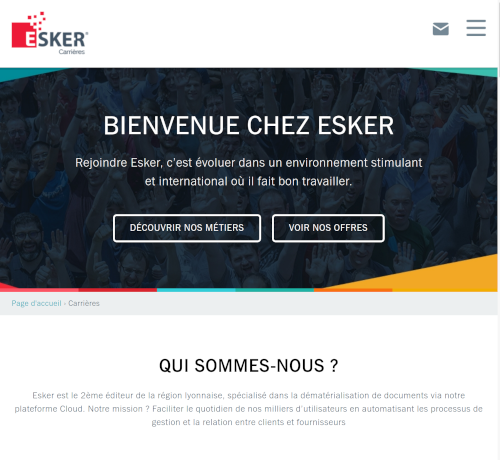 ESKER
Carrières
BIENVENUE CHEZ ESKER
Rejoindre Esker, c'est évoluer dans un environnement stimulant
et international où il fait bon travailler.
DÉCOUVRIR NOS MÉTIERS
VOIR NOS OFFRES
Page d'accueil › Carrières
QUI SOMMES-NOUS ?
Esker est le 2ème éditeur de la région lyonnaise, spécialisé dans la dématérialisation de documents via notre
plateforme Cloud. Notre mission ? Faciliter le quotidien de nos milliers d'utilisateurs en automatisant les processus de
gestion et la relation entre clients et fournisseurs